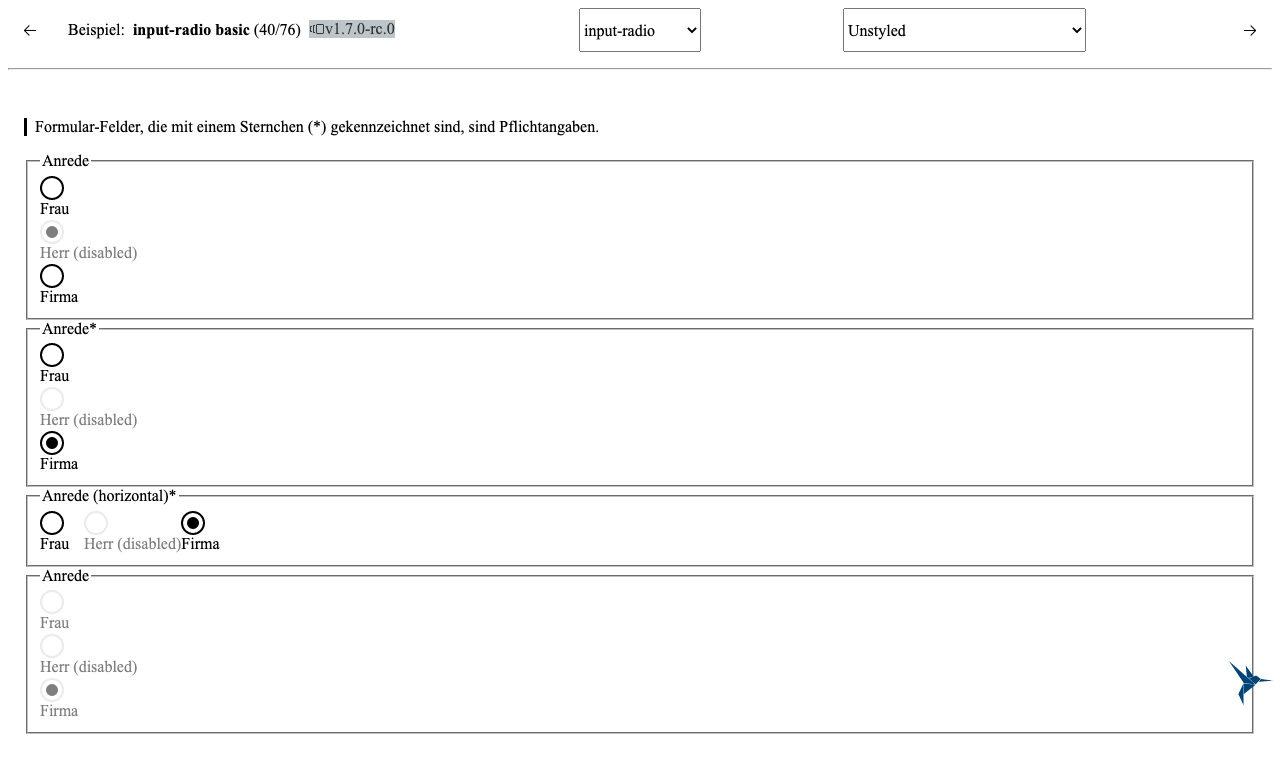 Beispiel: input-radio basic (40/76) v1.7.0-rc.0 input-radio Unstyled
Formular-Felder, die mit einem Sternchen (*) gekennzeichnet sind, sind Pflichtangaben.
Anrede
Frau
Herr (disabled)
Firma
Anrede*
Frau
Herr (disabled)
Firma
Anrede (horizontal)*
Frau Herr (disabled) Firma
Anrede
Frau
Herr (disabled)
Firma